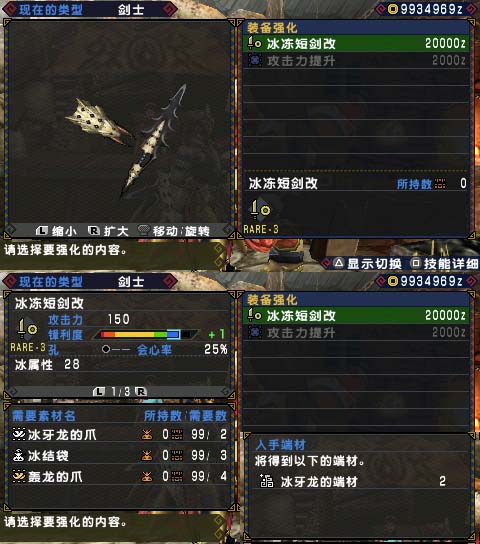 现在的类型 剑士
9934969z
装备强化
冰冻短剑改 20000z
攻击力提升 2000z
冰冻短剑改 所持数 0
RARE-3
L 缩小 R 扩大 移动/旋转
请选择要强化的内容。
△显示切换 □技能详细
现在的类型 剑士
9934969z
冰冻短剑改
攻击力 150
锋利度 +1
RARE-3 孔 ●-- 会心率 25%
冰属性 28
L 1/3 R
装备强化
冰冻短剑改 20000z
攻击力提升 2000z
需要素材名 所持数/需要数
冰牙龙的爪 0 99/ 2
冰结袋 0 99/ 3
轰龙的爪 0 99/ 4
入手端材
将得到以下的端材。
冰牙龙的端材 2
请选择要强化的内容。